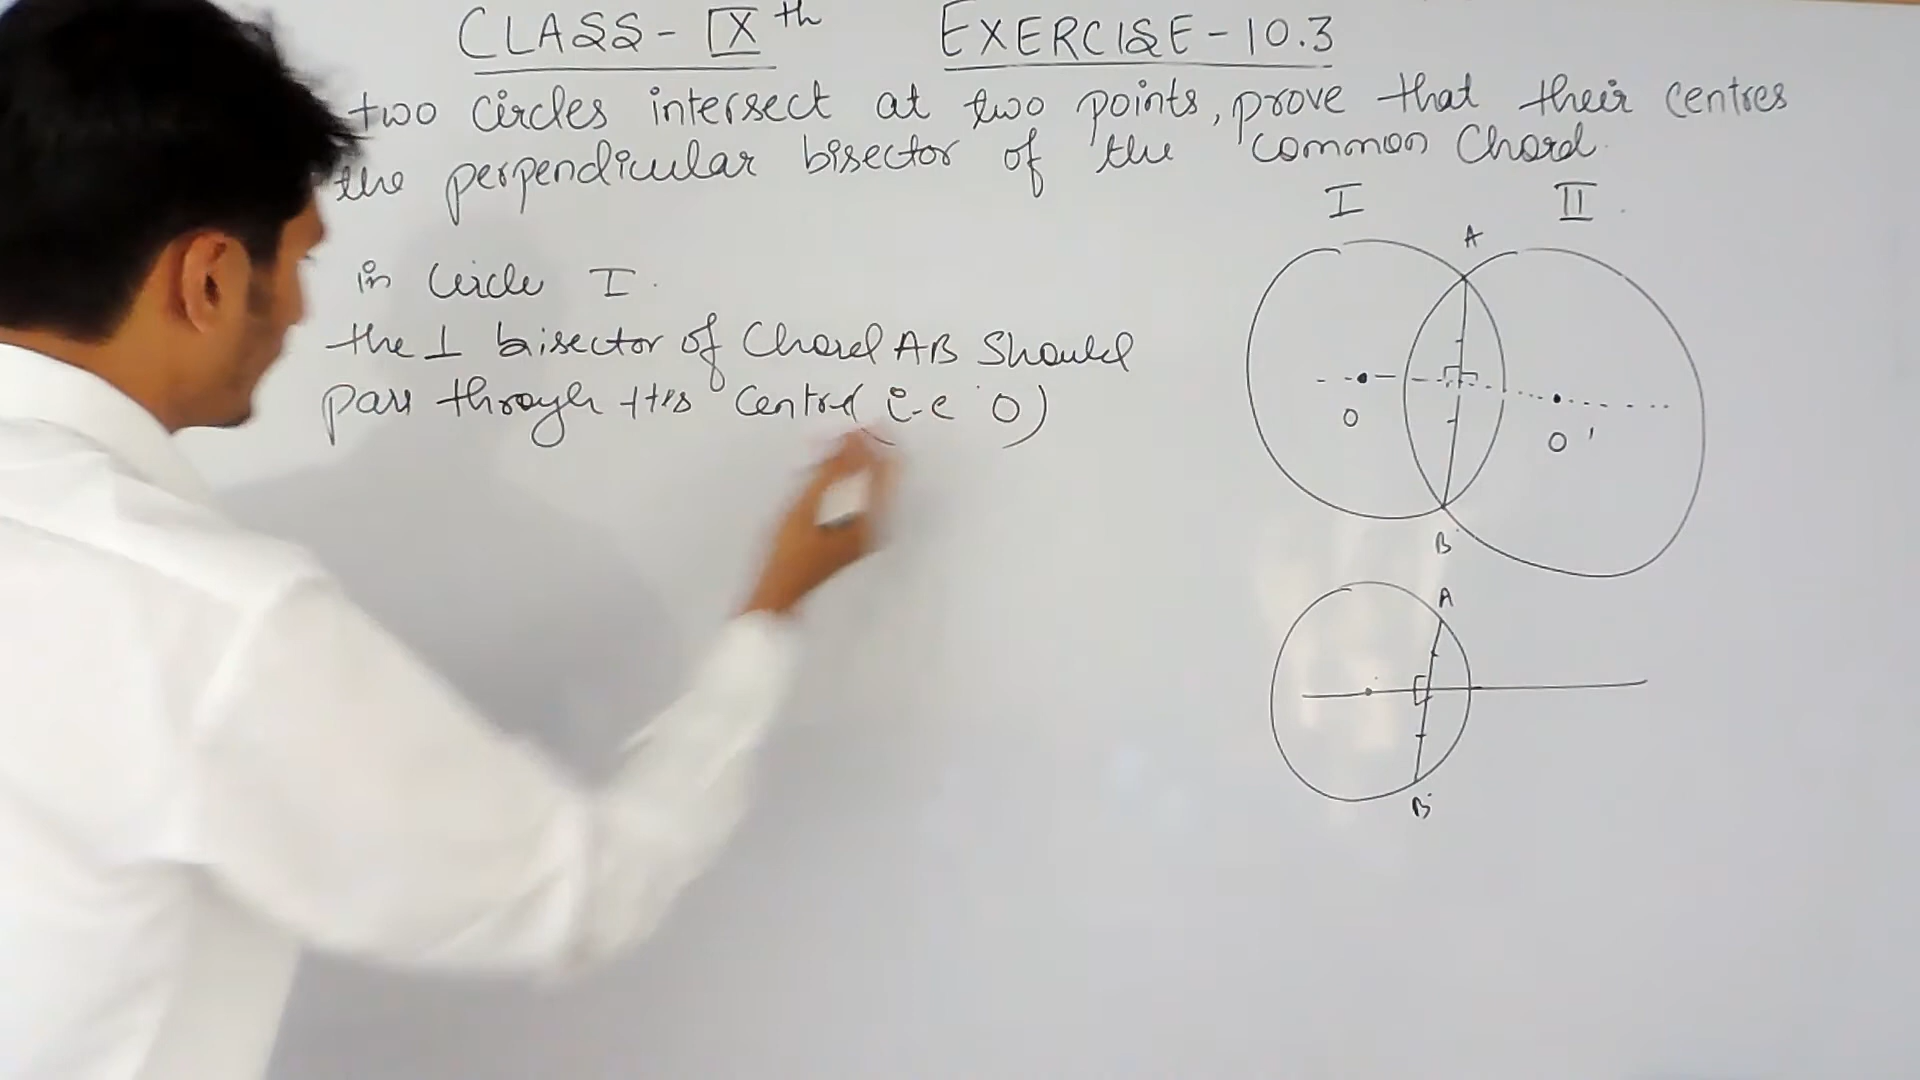 CLASS - IX th EXERCISE - 10.3
two circles intersect at two points, prove that their centres
the perpendicular bisector of the common Chord.
I II
A
in Circle I.
the ⊥ bisector of Chord AB Should
pass through its centre (i.e O)
O O'
B
A
B